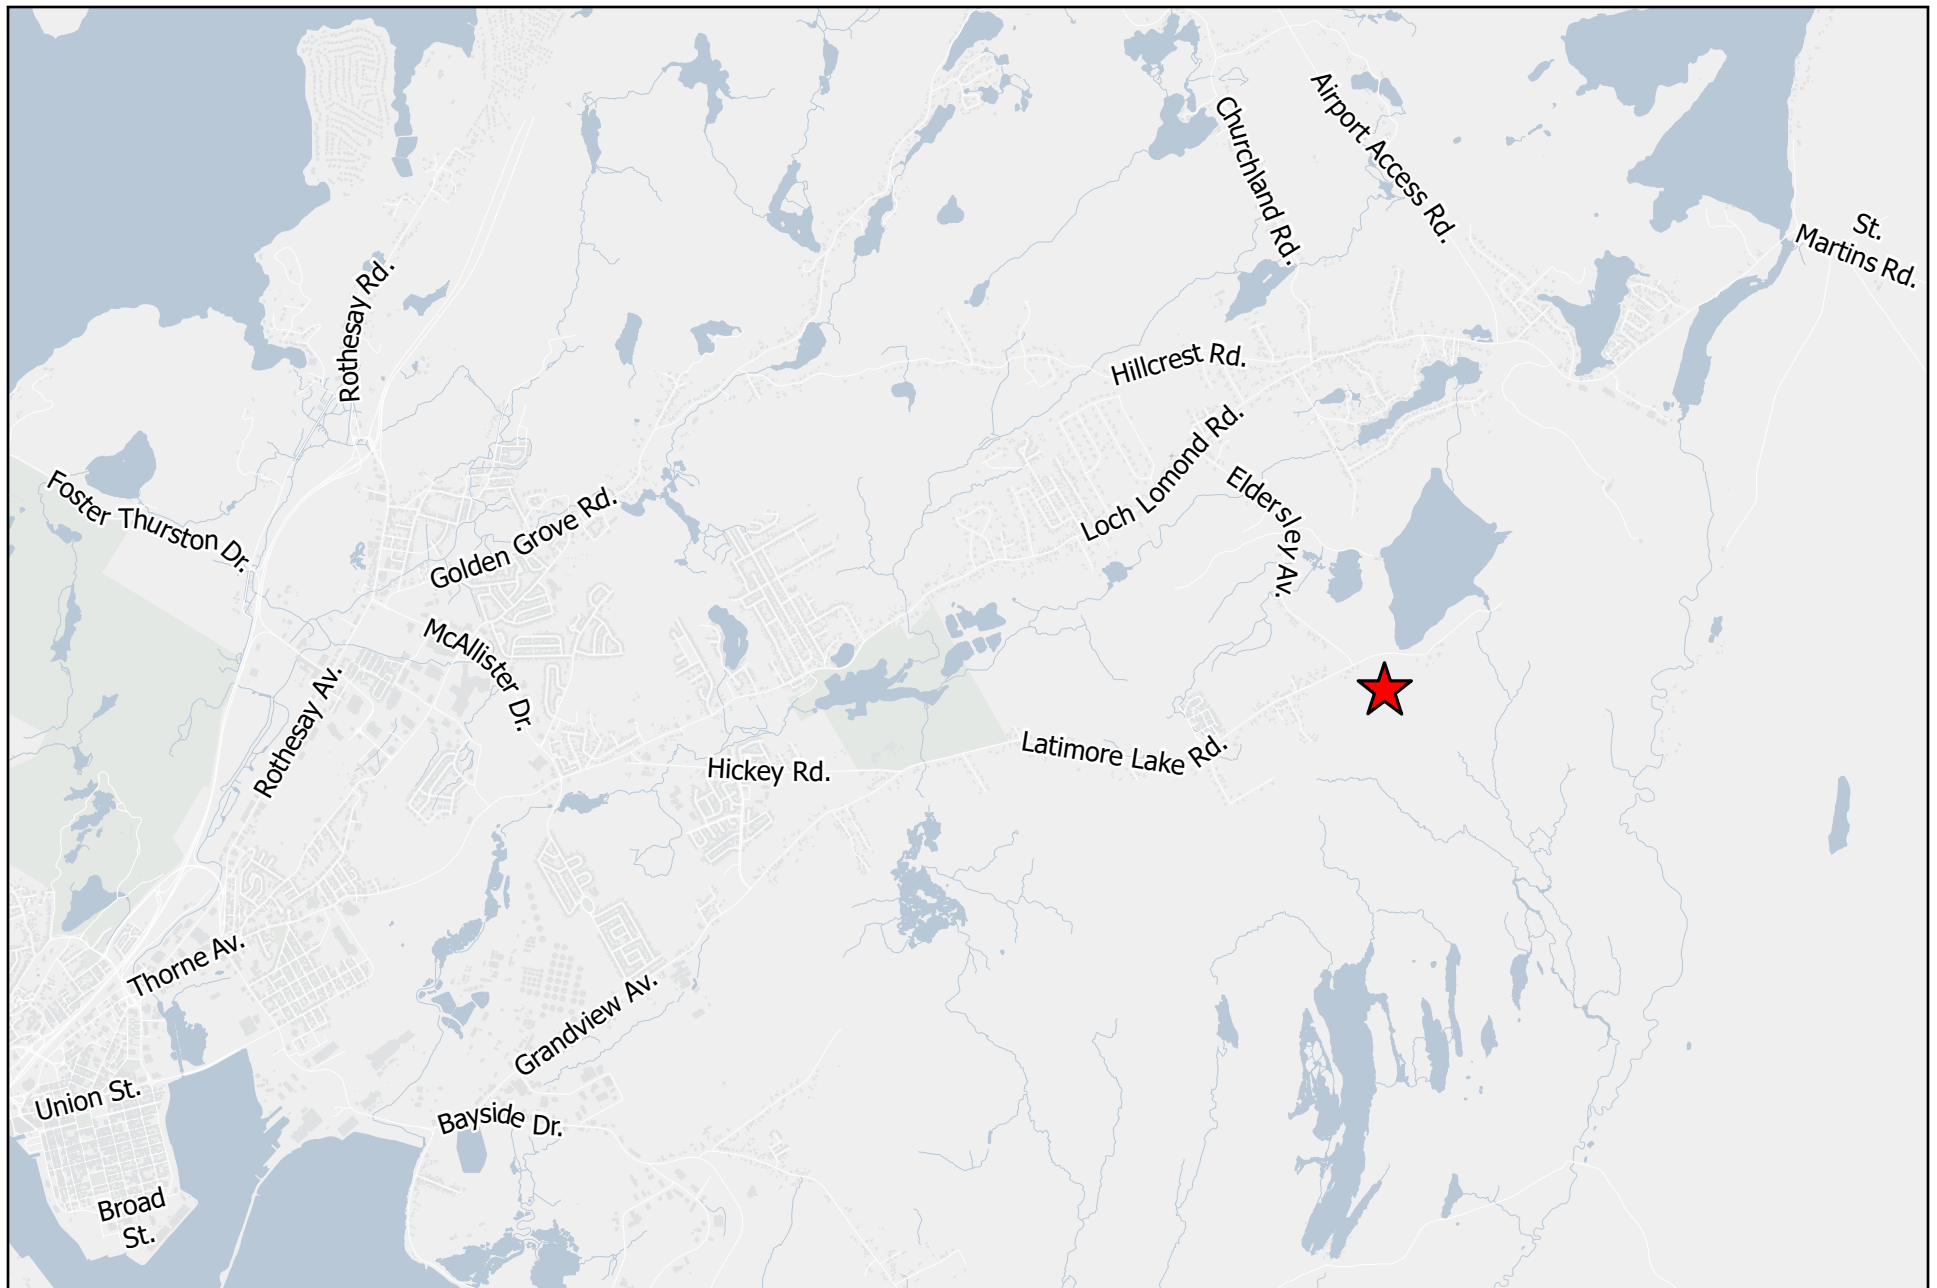 Airport Access Rd.
Churchland Rd.
St.
Martins Rd.
Rothesay Rd.
Hillcrest Rd.
Loch Lomond Rd.
Eldersley Av.
Foster Thurston Dr.
Golden Grove Rd.
McAllister Dr.
Rothesay Av.
Latimore Lake Rd.
Hickey Rd.
Thorne Av.
Grandview Av.
Union St.
Bayside Dr.
Broad
St.